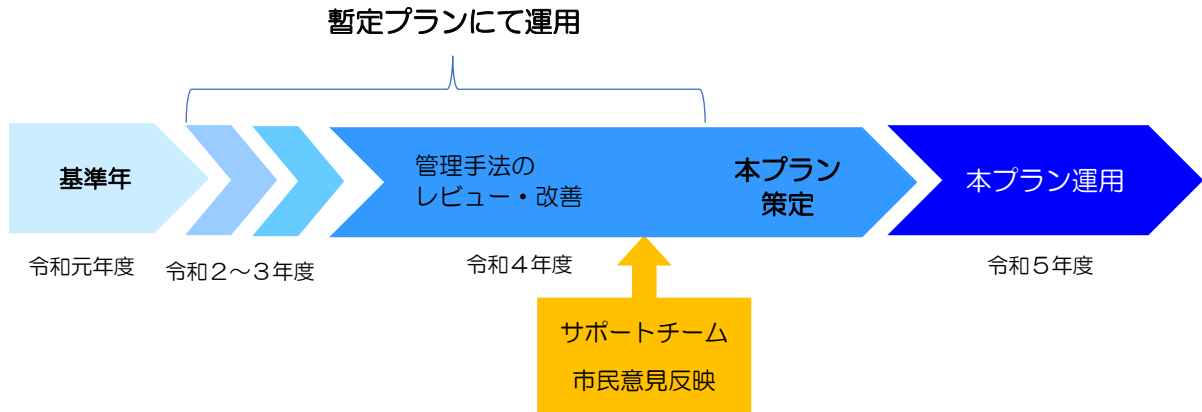 暫定プランにて運用
基準年
管理手法の
レビュー・改善
本プラン
策定
本プラン運用
令和元年度
令和２～３年度
令和４年度
令和５年度
サポートチーム
市民意見反映